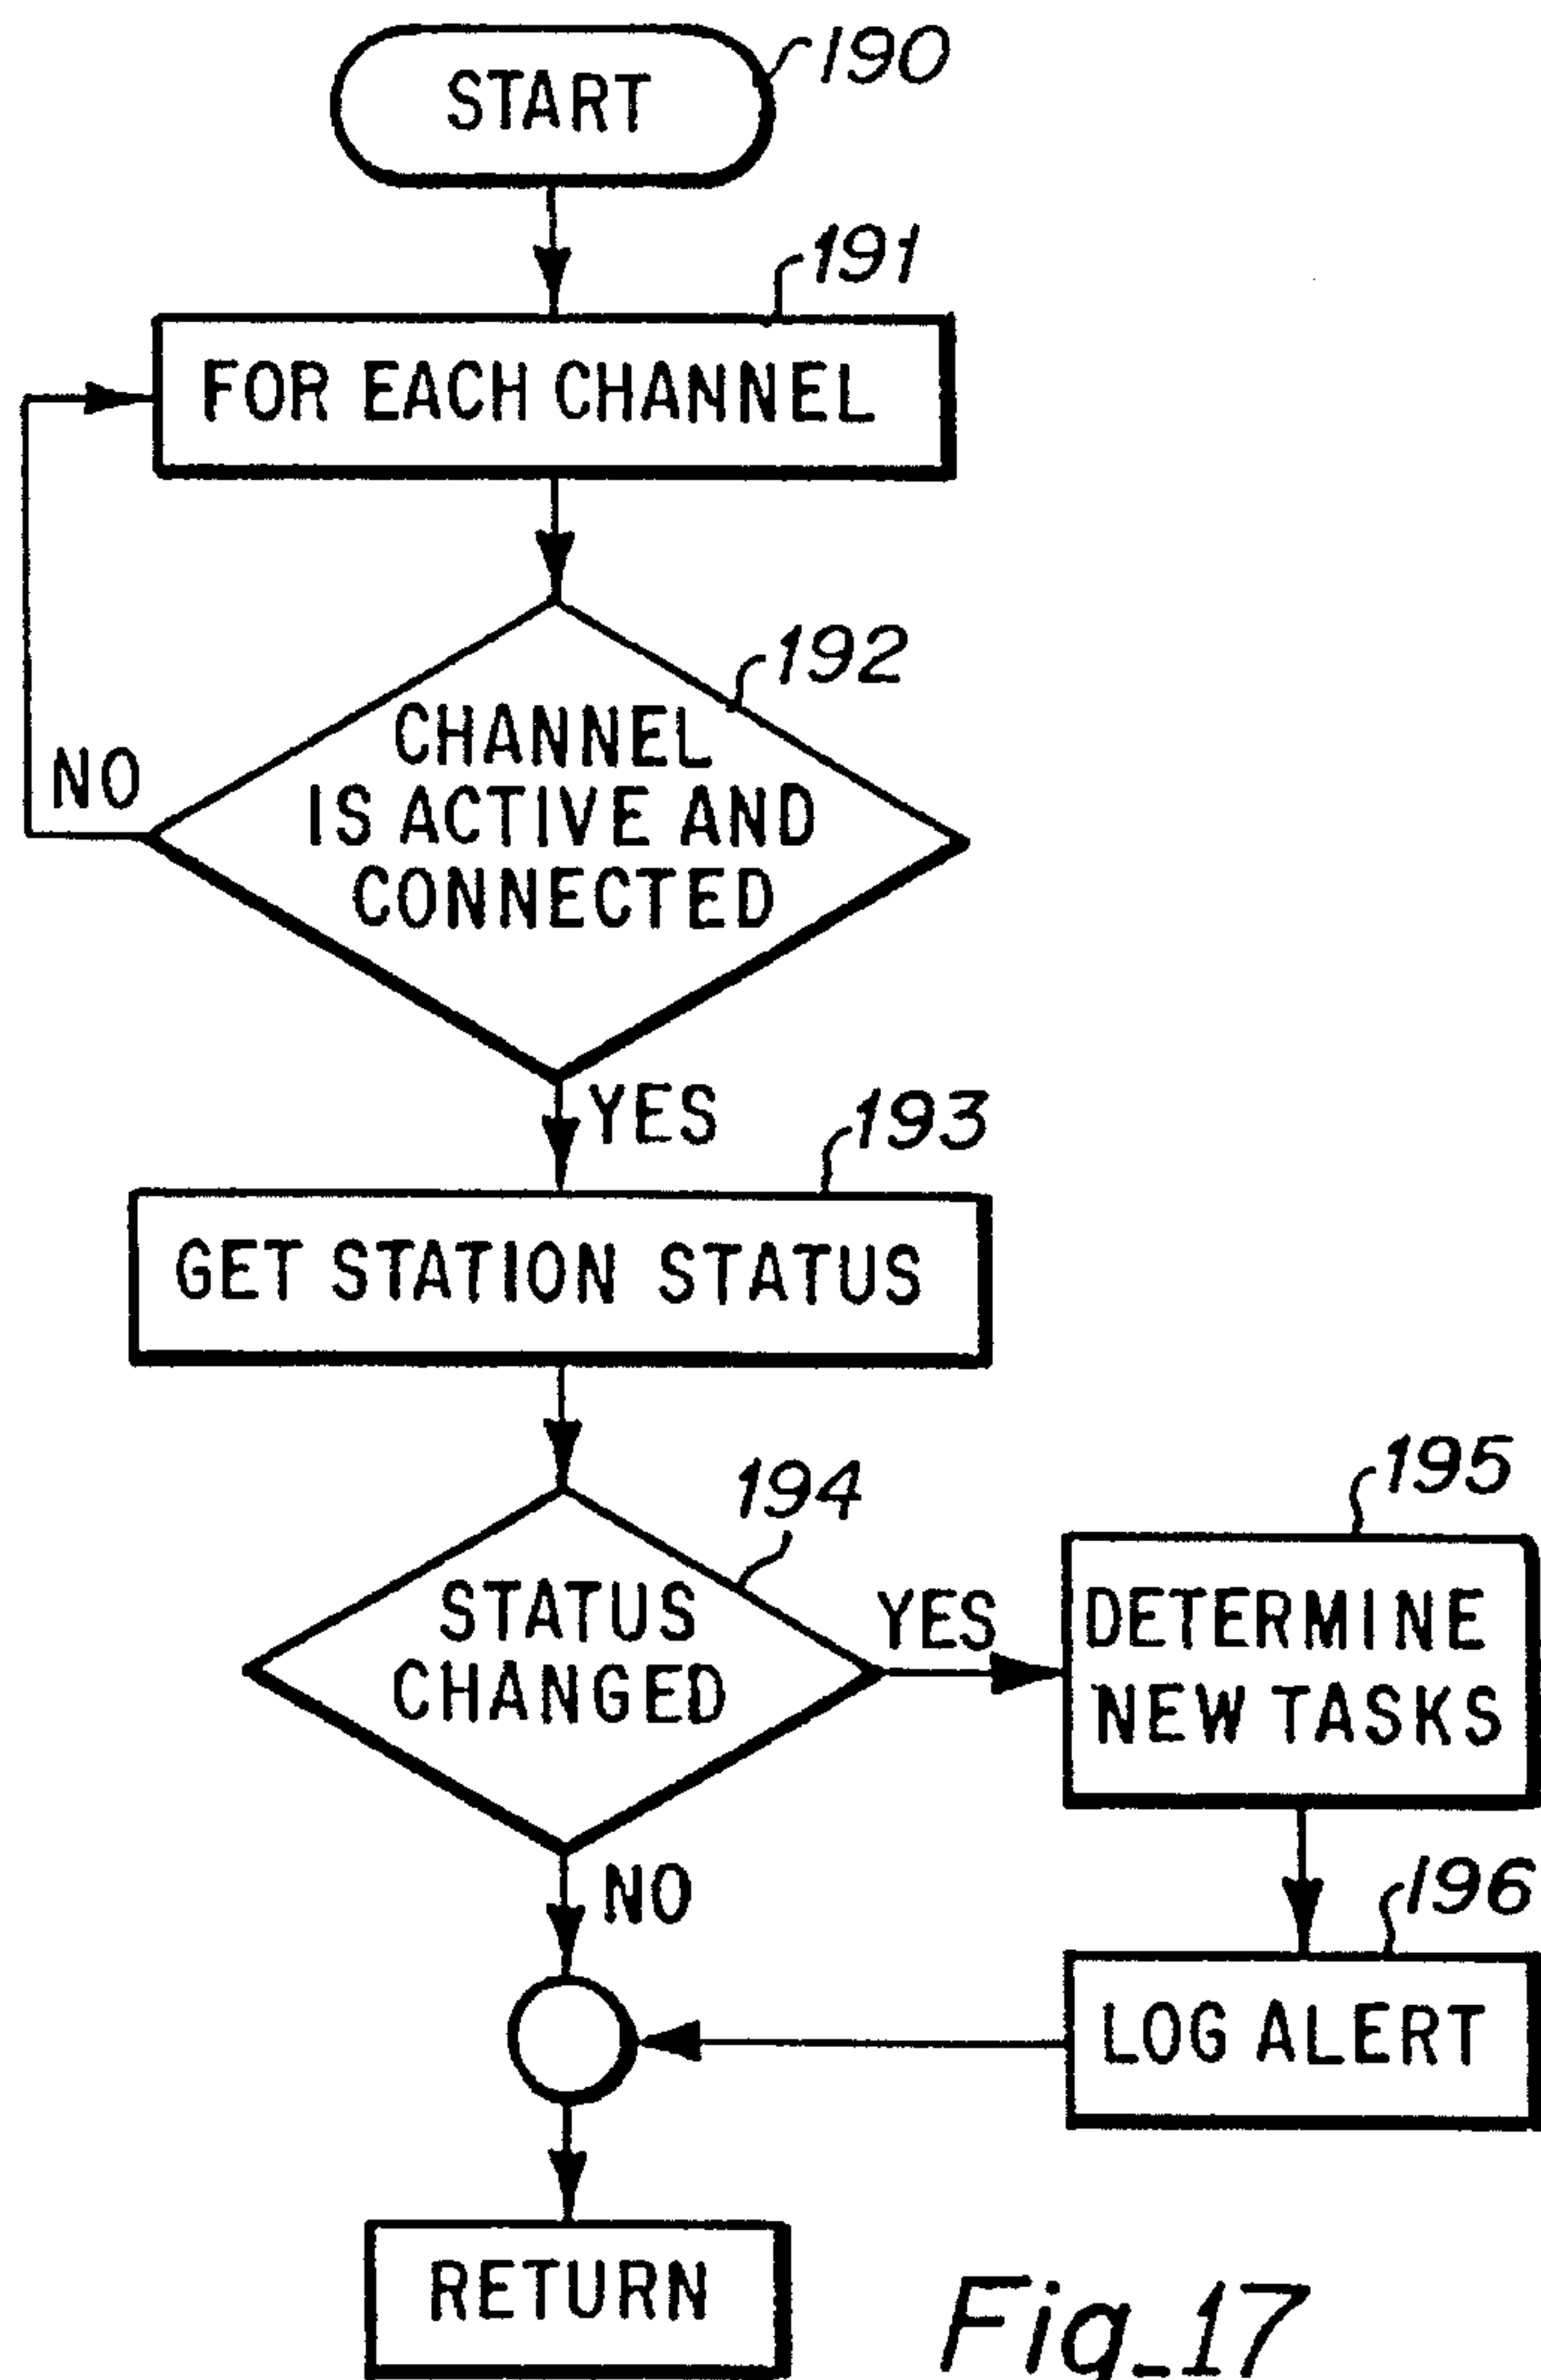 START
190
191
FOR EACH CHANNEL
192
CHANNEL
IS ACTIVE AND
CONNECTED
NO
YES
193
GET STATION STATUS
194
STATUS
CHANGED
YES
195
DETERMINE
NEW TASKS
NO
196
LOG ALERT
RETURN
Fig_17